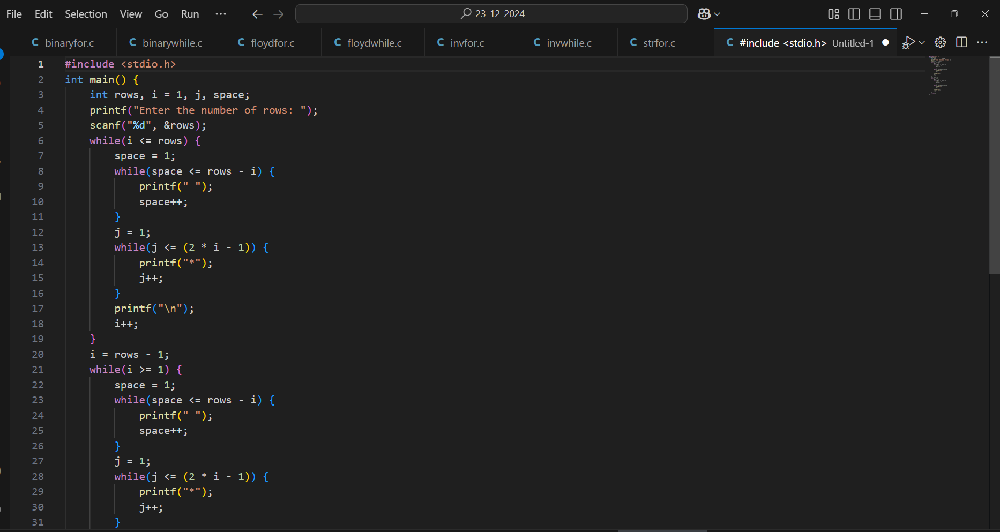 File Edit Selection View Go Run ··· 23-12-2024
C binaryfor.c C binarywhile.c C floydfor.c C floydwhile.c C invfor.c C invwhile.c C strfor.c C #include <stdio.h> Untitled-1
1 #include <stdio.h>
2 int main() {
3     int rows, i = 1, j, space;
4     printf("Enter the number of rows: ");
5     scanf("%d", &rows);
6     while(i <= rows) {
7         space = 1;
8         while(space <= rows - i) {
9             printf(" ");
10             space++;
11         }
12         j = 1;
13         while(j <= (2 * i - 1)) {
14             printf("*");
15             j++;
16         }
17         printf("\n");
18         i++;
19     }
20     i = rows - 1;
21     while(i >= 1) {
22         space = 1;
23         while(space <= rows - i) {
24             printf(" ");
25             space++;
26         }
27         j = 1;
28         while(j <= (2 * i - 1)) {
29             printf("*");
30             j++;
31         }